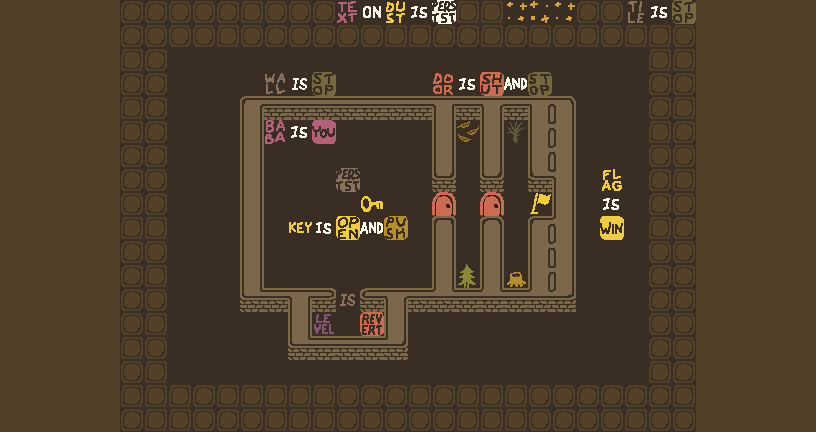 TEXT ON DUST IS PERSIST
TILE IS STOP
WALL IS STOP
DOOR IS SHUT AND STOP
BABA IS YOU
PERSIST
FLAG
IS
WIN
KEY IS OPEN AND PUSH
IS
LEVEL REVERT